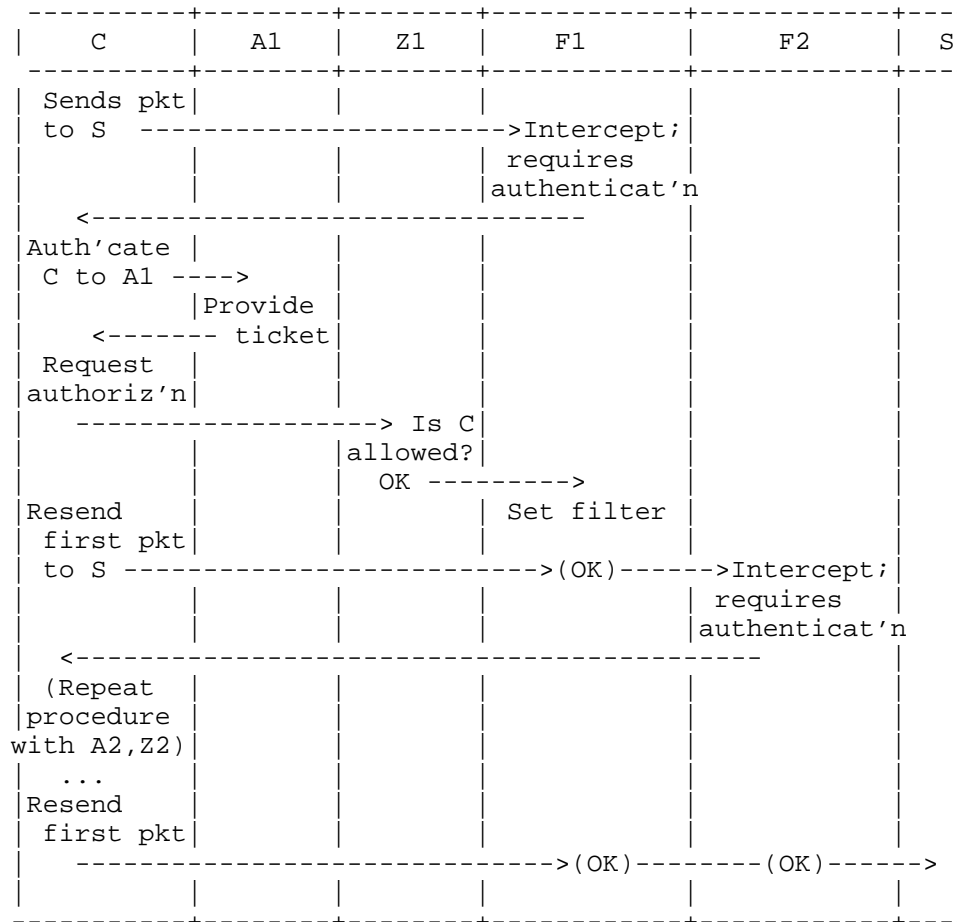 C A1 Z1 F1 F2 S
Sends pkt
to S ----------------------->Intercept;
requires
authenticat'n
<-------------------------------
Auth'cate
C to A1 ---->
Provide
<------- ticket
Request
authoriz'n
-------------------> Is C
allowed?
OK --------->
Resend Set filter
first pkt
to S -------------------------->(OK)------>Intercept;
requires
authenticat'n
<-------------------------------------------
(Repeat
procedure
with A2,Z2)
...
Resend
first pkt
------------------------------>(OK)--------(OK)------>